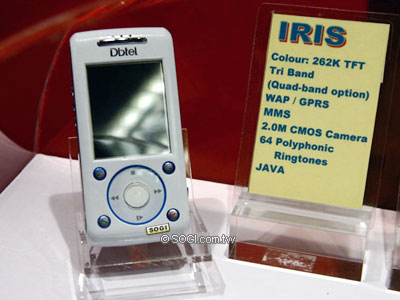 Dbtel
SOGI
© SOGI.com.tw
IRIS
Colour: 262K TFT
Tri Band
(Quad-band option)
WAP / GPRS
MMS
2.0M CMOS Camera
64 Polyphonic
Ringtones
JAVA